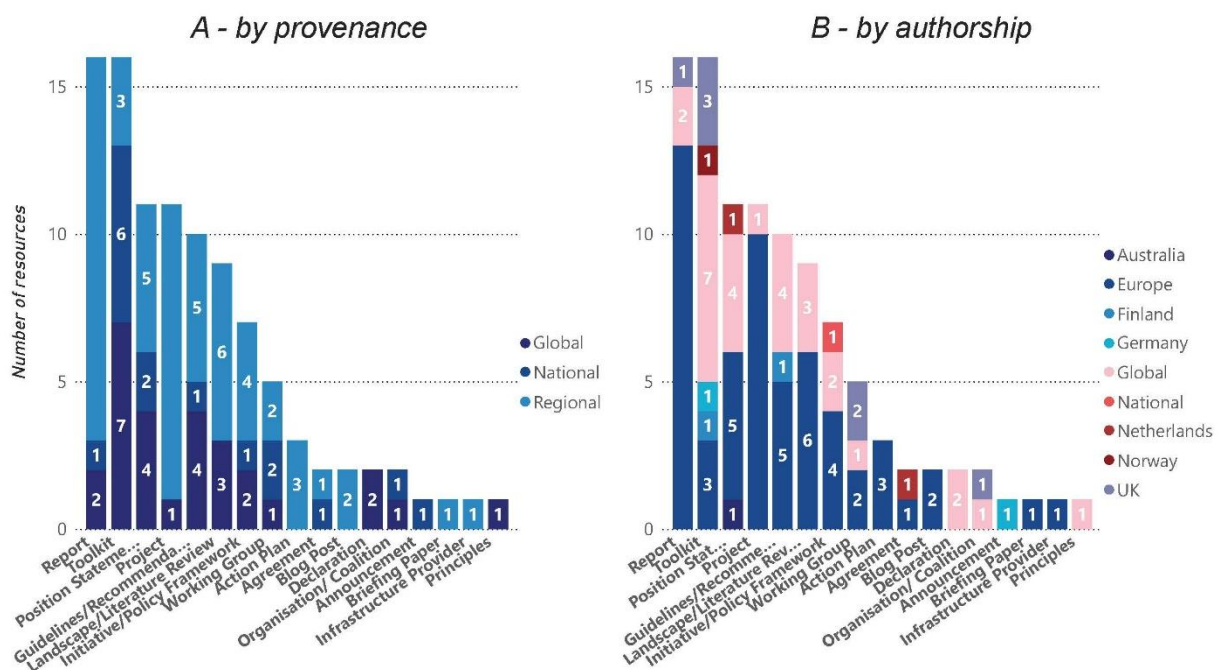 A - by provenance
Number of resources
15
10
5
0
3
6
7
1
2
5
2
4
1
5
1
4
6
3
4
1
2
2
2
1
3
1
1
2
2
1
1
1
1
1
1
Global
National
Regional
Report
Toolkit
Position Stateme...
Project
Guidelines/Recommenda...
Landscape/Literature Review
Initiative/Policy Framework
Working Group
Action Plan
Agreement
Blog Post
Declaration
Organisation/ Coalition
Announcement
Briefing Paper
Infrastructure Provider
Principles
B - by authorship
15
10
5
0
1
2
3
1
7
1
1
3
1
4
5
1
1
4
1
5
3
6
1
2
4
2
1
2
3
1
1
2
2
1
1
1
1
1
1
Australia
Europe
Finland
Germany
Global
National
Netherlands
Norway
UK
Report
Toolkit
Position Stat...
Project
Guidelines/Recomme...
Landscape/Literature Rev...
Initiative/Policy Framework
Working Group
Action Plan
Agreement
Blog Post
Declaration
Organisation/ Coalition
Announcement
Briefing Paper
Infrastructure Provider
Principles